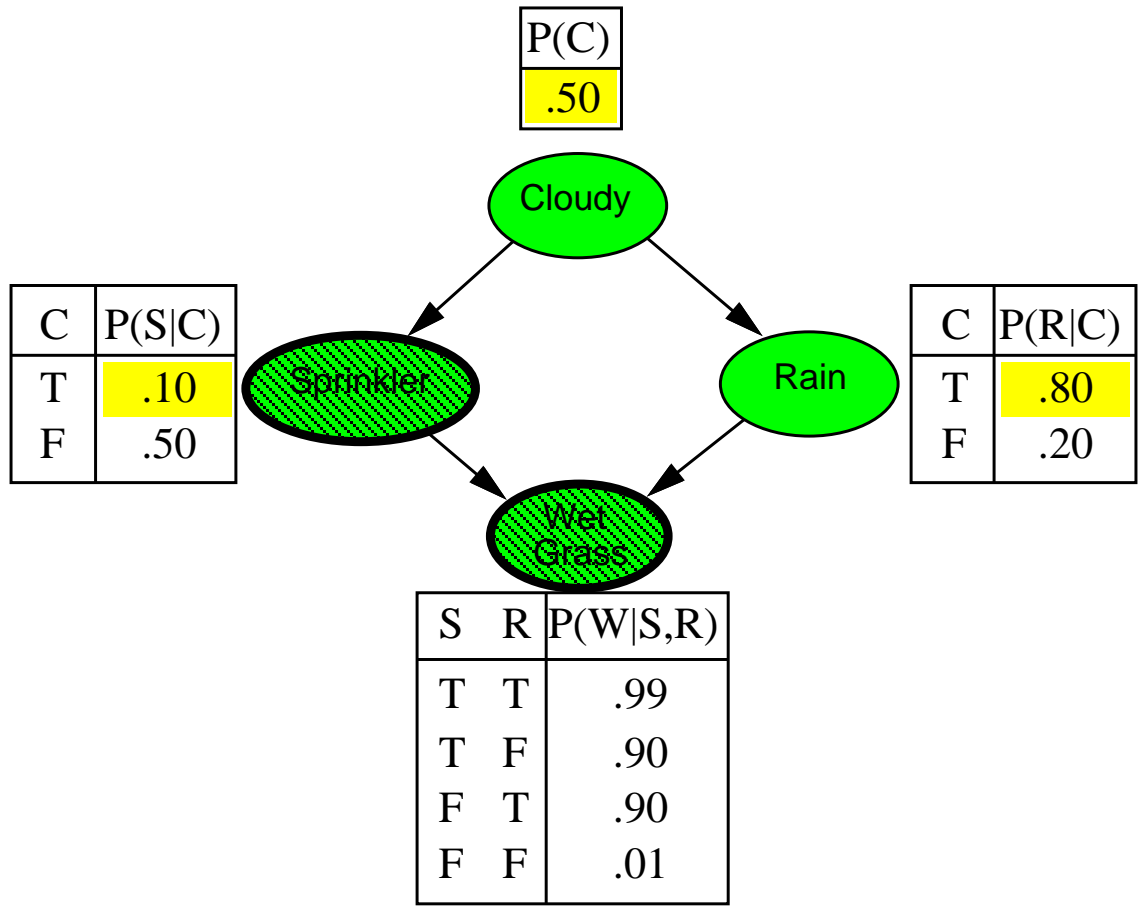 P(C)
.50
Cloudy
C P(S|C)
T .10
F .50
Sprinkler
Rain
C P(R|C)
T .80
F .20
Wet
Grass
S R P(W|S,R)
T T .99
T F .90
F T .90
F F .01